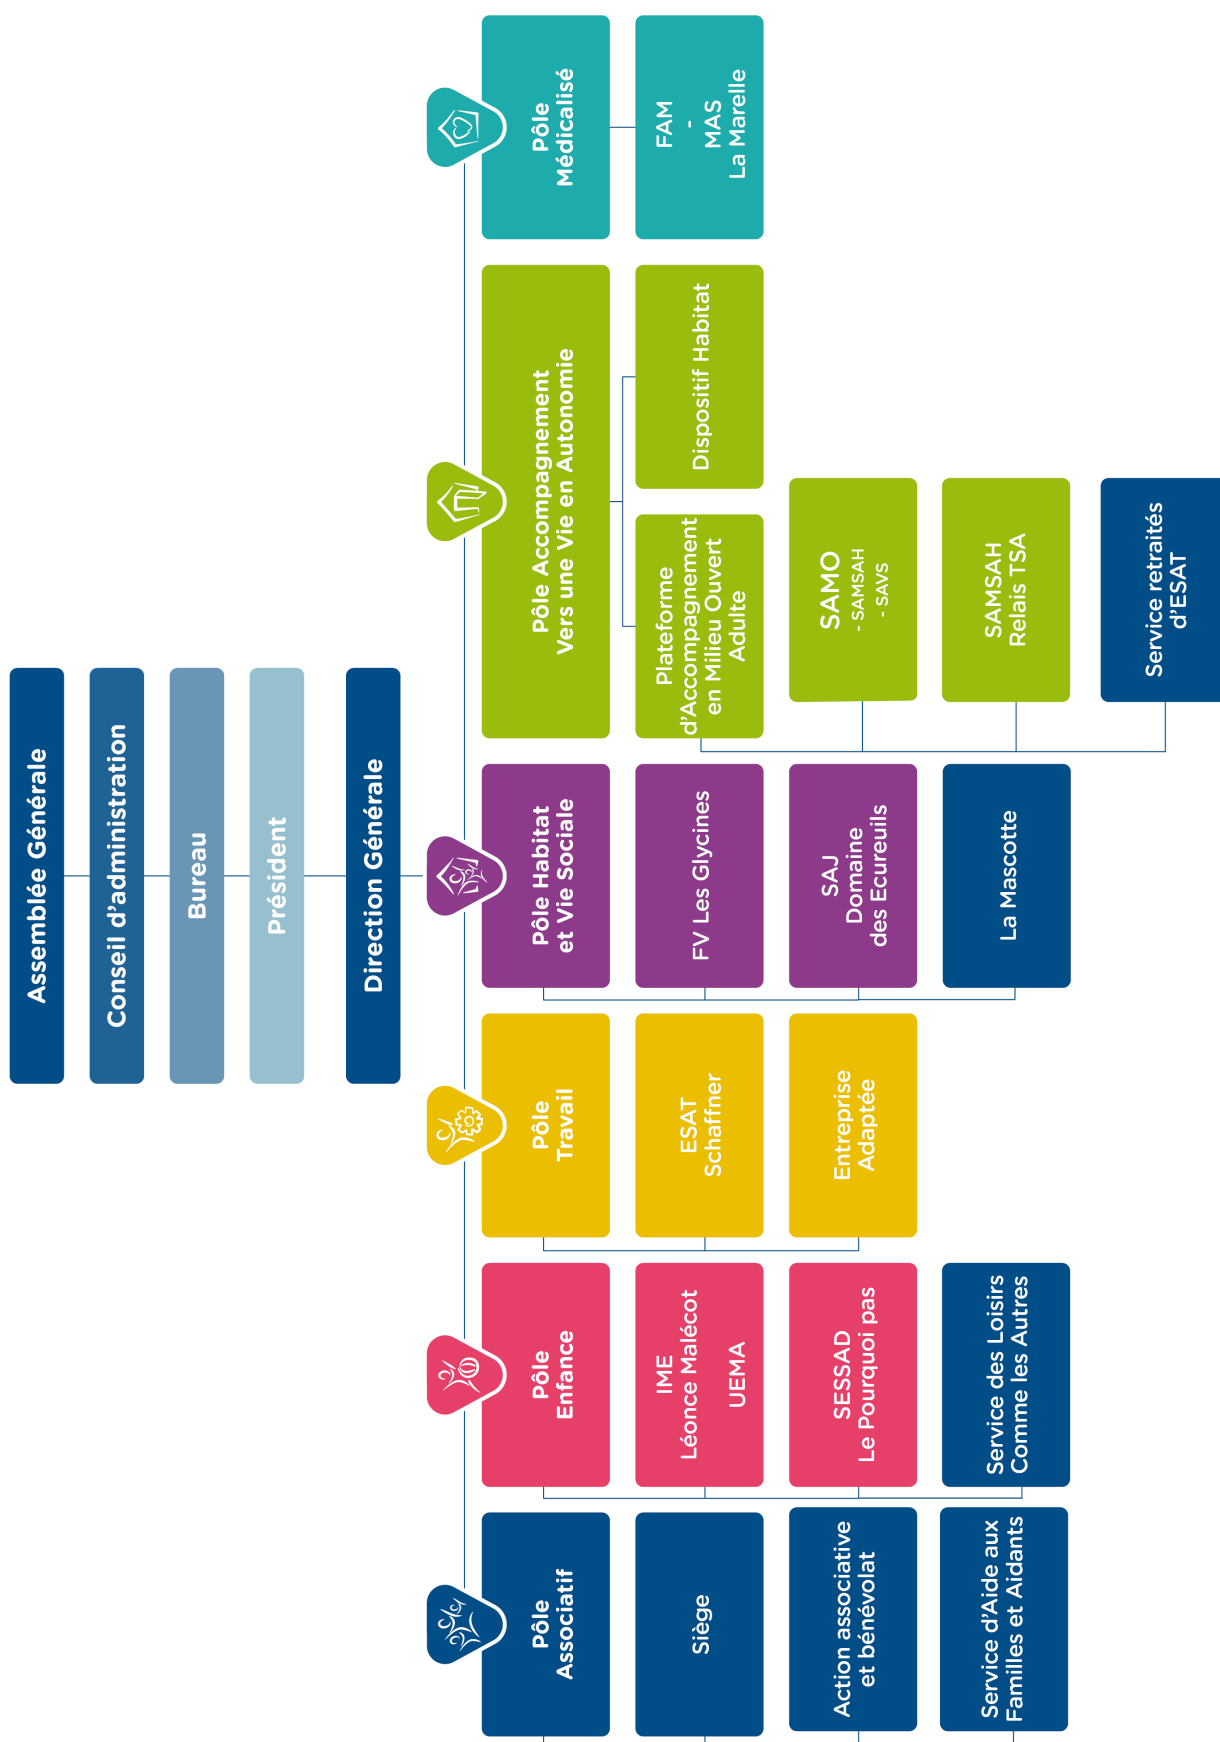 Assemblée Générale
Conseil d'administration
Bureau
Président
Direction Générale
Pôle
Associatif
Siège
Action associative
et bénévolat
Service d'Aide aux
Familles et Aidants
Pôle
Enfance
IME
Léonce Malécot
UEMA
SESSAD
Le Pourquoi pas
Service des Loisirs
Comme les Autres
Pôle
Travail
ESAT
Schaffner
Entreprise
Adaptée
Pôle Habitat
et Vie Sociale
FV Les Glycines
SAJ
Domaine
des Ecureuils
La Mascotte
Pôle Accompagnement
Vers une Vie en Autonomie
Plateforme
d'Accompagnement
en Milieu Ouvert
Adulte
SAMO
- SAMSAH
- SAVS
SAMSAH
Relais TSA
Service retraités
d'ESAT
Dispositif Habitat
Pôle
Médicalisé
FAM
-
MAS
La Marelle